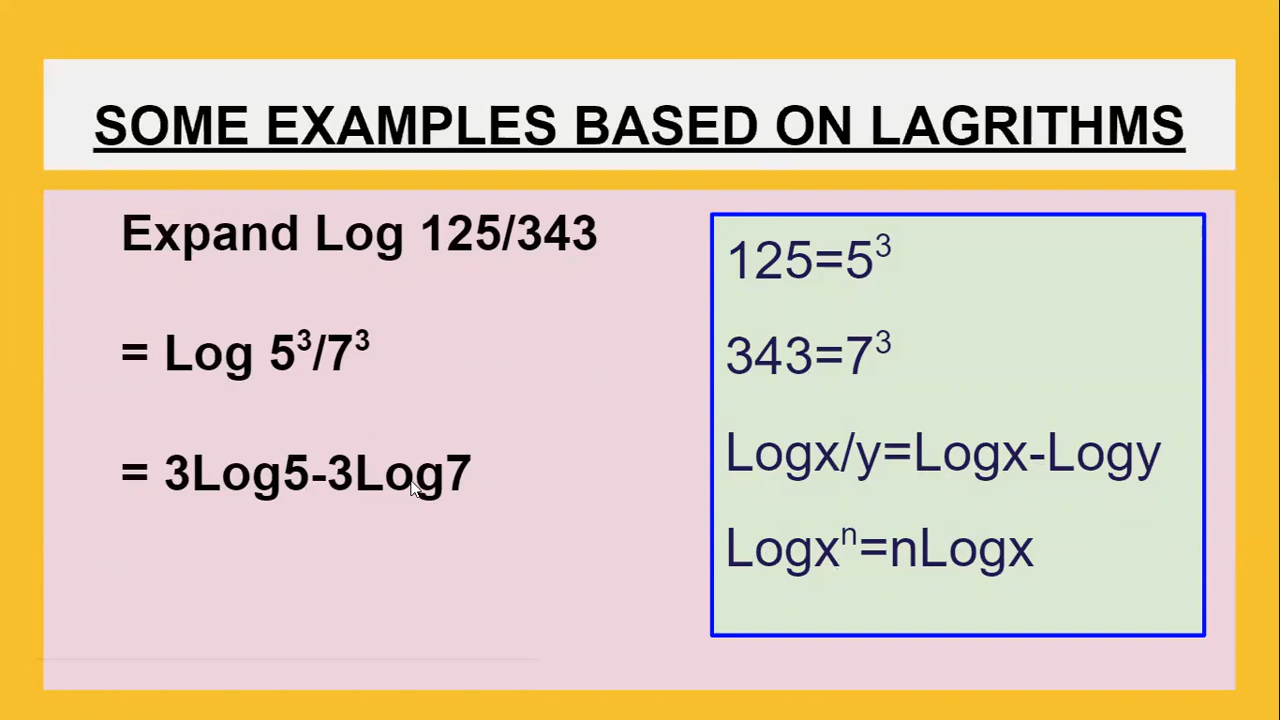 SOME EXAMPLES BASED ON LAGRITHMS
Expand Log 125/343
= Log 5³/7³
= 3Log5-3Log7
125=5³
343=7³
Logx/y=Logx-Logy
Logxⁿ=nLogx